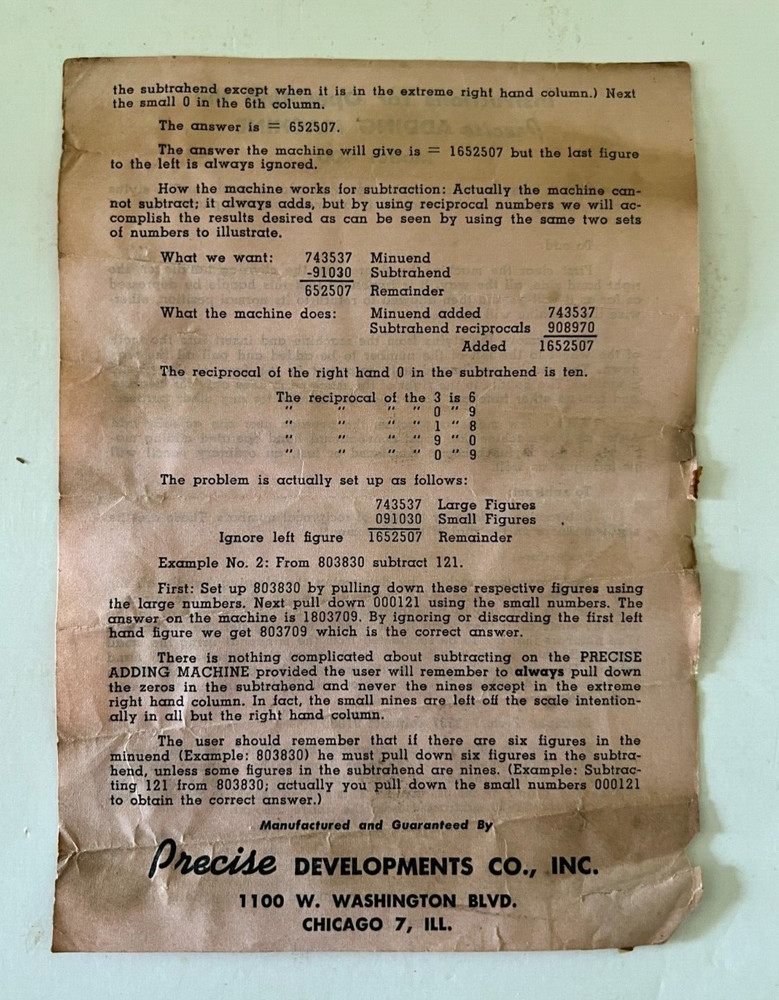 the subtrahend except when it is in the extreme right hand column.) Next
the small 0 in the 6th column.
The answer is = 652507.
The answer the machine will give is = 1652507 but the last figure
to the left is always ignored.
How the machine works for subtraction: Actually the machine can-
not subtract; it always adds, but by using reciprocal numbers we will ac-
complish the results desired as can be seen by using the same two sets
of numbers to illustrate.
What we want: 743537 Minuend
-91030 Subtrahend
652507 Remainder
What the machine does: Minuend added 743537
Subtrahend reciprocals 908970
Added 1652507
The reciprocal of the right hand 0 in the subtrahend is ten.
The reciprocal of the 3 is 6
" " " " 0 " 9
" " " " 1 " 8
" " " " 9 " 0
" " " " 0 " 9
The problem is actually set up as follows:
743537 Large Figures
091030 Small Figures
Ignore left figure 1652507 Remainder
Example No. 2: From 803830 subtract 121.
First: Set up 803830 by pulling down these respective figures using
the large numbers. Next pull down 000121 using the small numbers. The
answer on the machine is 1803709. By ignoring or discarding the first left
hand figure we get 803709 which is the correct answer.
There is nothing complicated about subtracting on the PRECISE
ADDING MACHINE provided the user will remember to always pull down
the zeros in the subtrahend and never the nines except in the extreme
right hand column. In fact, the small nines are left off the scale intention-
ally in all but the right hand column.
The user should remember that if there are six figures in the
minuend (Example: 803830) he must pull down six figures in the subtra-
hend, unless some figures in the subtrahend are nines. (Example: Subtrac-
ting 121 from 803830; actually you pull down the small numbers 000121
to obtain the correct answer.)
Manufactured and Guaranteed By
Precise DEVELOPMENTS CO., INC.
1100 W. WASHINGTON BLVD.
CHICAGO 7, ILL.